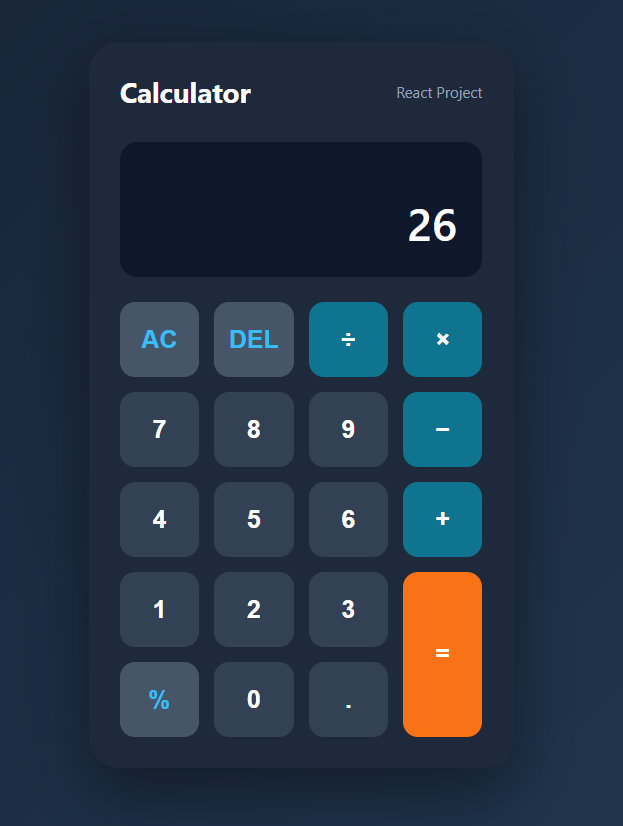 Calculator React Project
26
AC DEL ÷ ×
7 8 9 −
4 5 6 +
1 2 3
=
% 0 .